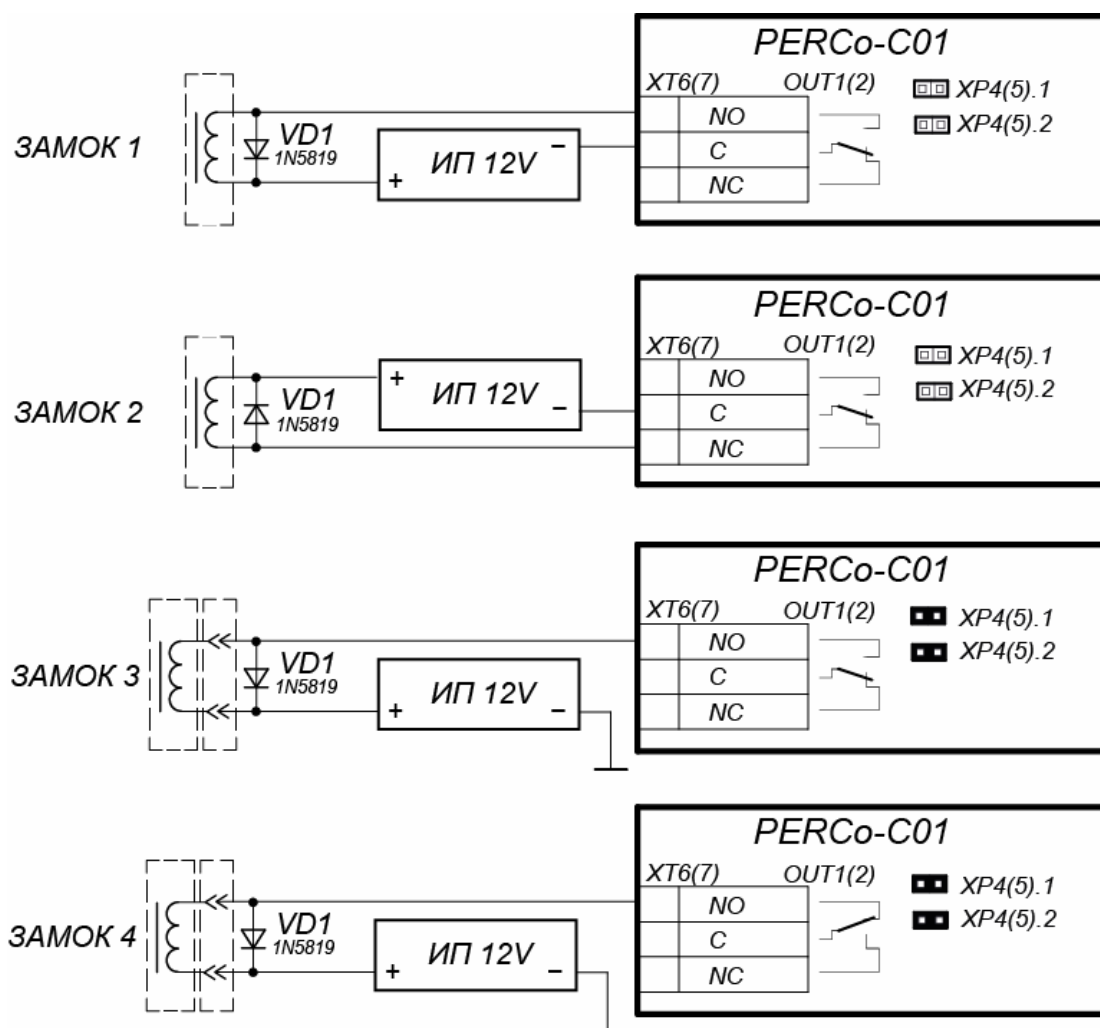 PERCo-C01
XT6(7) OUT1(2) XP4(5).1
NO
XP4(5).2
ЗАМОК 1
VD1
1N5819
+ ИП 12V –
C
NC
PERCo-C01
XT6(7) OUT1(2) XP4(5).1
NO
XP4(5).2
ЗАМОК 2
VD1
1N5819
+ ИП 12V –
C
NC
PERCo-C01
XT6(7) OUT1(2) XP4(5).1
NO
XP4(5).2
ЗАМОК 3
VD1
1N5819
+ ИП 12V –
C
NC
PERCo-C01
XT6(7) OUT1(2) XP4(5).1
NO
XP4(5).2
ЗАМОК 4
VD1
1N5819
+ ИП 12V –
C
NC